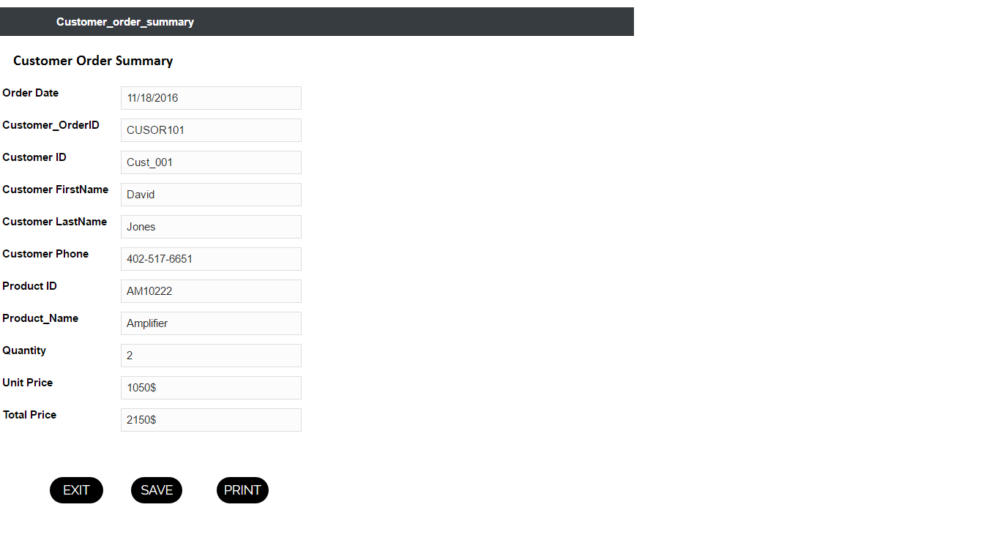 Customer_order_summary
Customer Order Summary
Order Date 11/18/2016
Customer_OrderID CUSOR101
Customer ID Cust_001
Customer FirstName David
Customer LastName Jones
Customer Phone 402-517-6651
Product ID AM10222
Product_Name Amplifier
Quantity 2
Unit Price 1050$
Total Price 2150$
EXIT SAVE PRINT